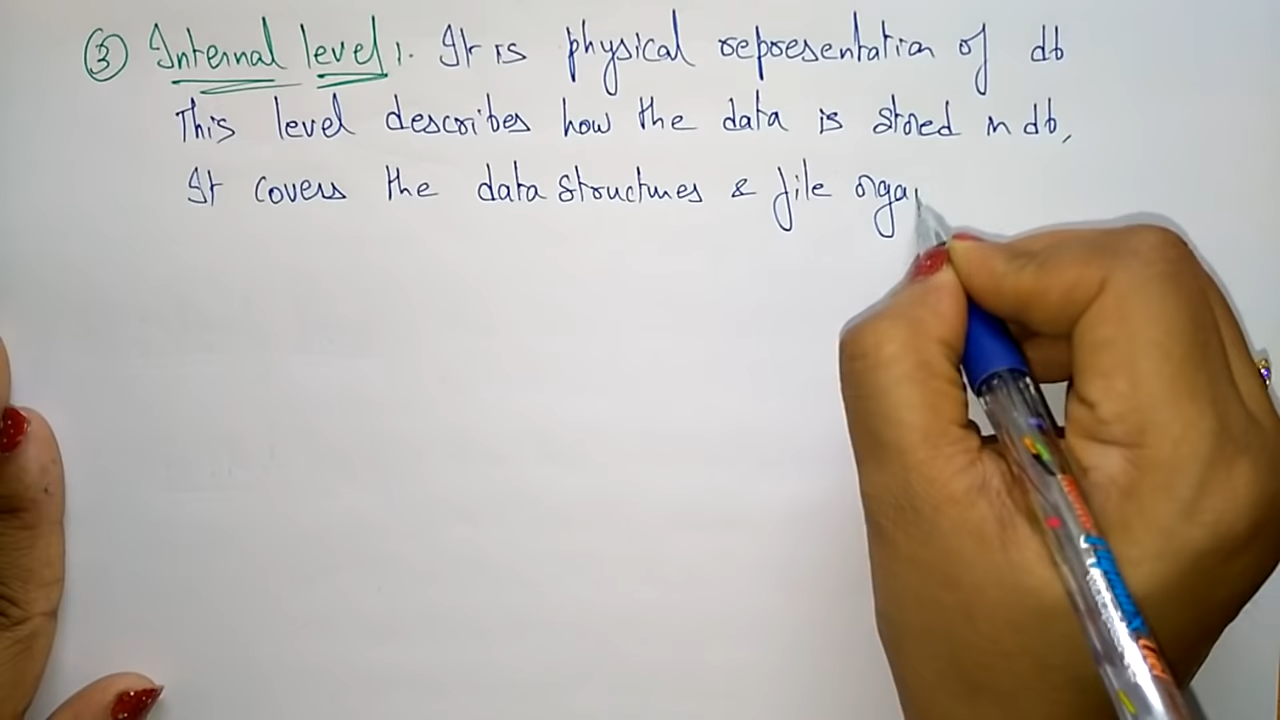 ③ Internal level :- It is physical representation of db
This level describes how the data is stored in db,
It covers the data structures & file orga